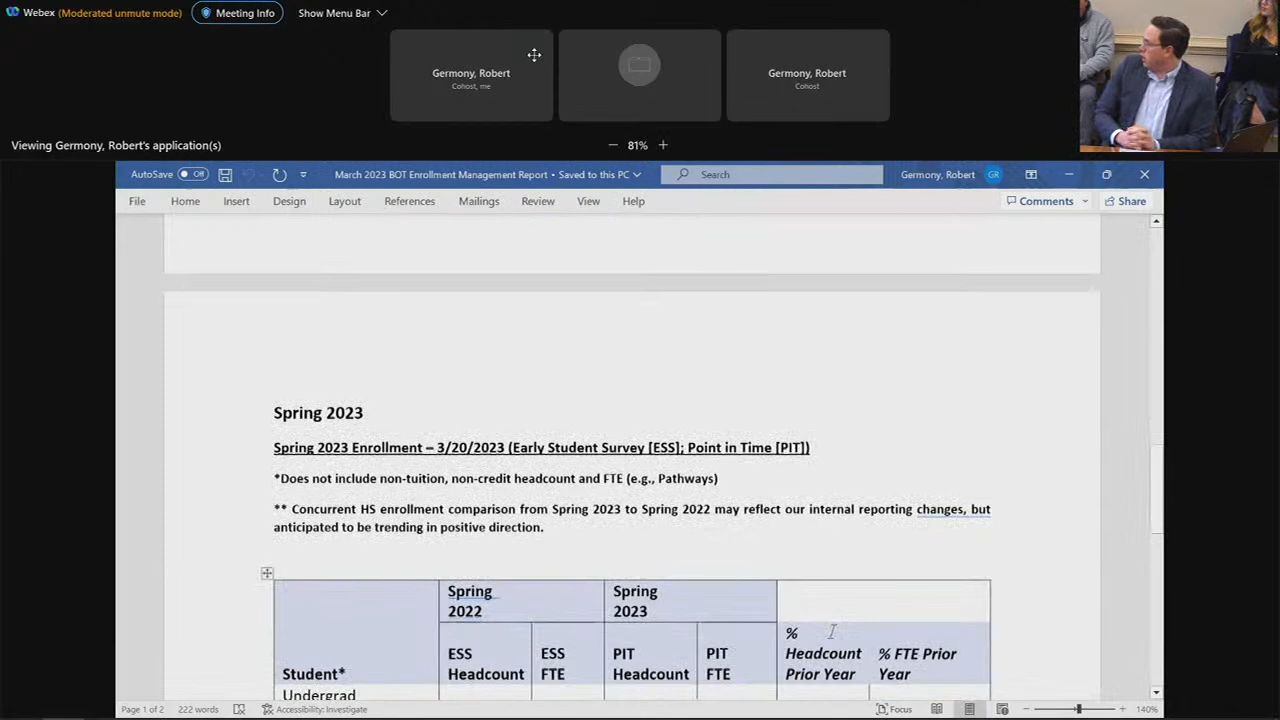 Webex (Moderated unmute mode) Meeting Info Show Menu Bar
Germony, Robert
Cohost, me
Germony, Robert
Cohost
Viewing Germony, Robert's application(s)
81%
AutoSave Off March 2023 BOT Enrollment Management Report • Saved to this PC Search Germony, Robert GR
File Home Insert Design Layout References Mailings Review View Help Comments Share
Spring 2023
Spring 2023 Enrollment – 3/20/2023 (Early Student Survey [ESS]; Point in Time [PIT])
*Does not include non-tuition, non-credit headcount and FTE (e.g., Pathways)
** Concurrent HS enrollment comparison from Spring 2023 to Spring 2022 may reflect our internal reporting changes, but
anticipated to be trending in positive direction.
Spring
2022
Spring
2023
Student*
ESS
Headcount
ESS
FTE
PIT
Headcount
PIT
FTE
%
Headcount
Prior Year
% FTE Prior
Year
Undergrad
Page 1 of 2 222 words Accessibility: Investigate Focus 140%